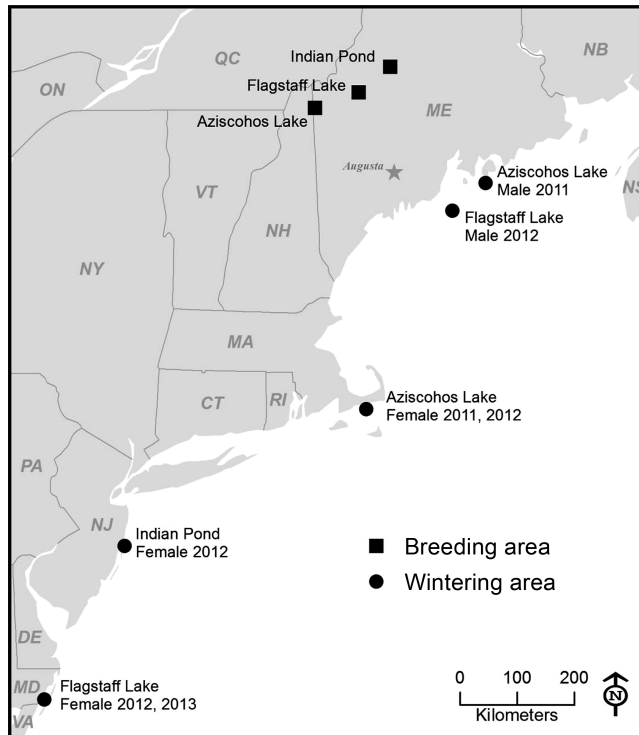 QC
NB
ON
Indian Pond
Flagstaff Lake
Aziscohos Lake
ME
Augusta
Aziscohos Lake
Male 2011
NS
Flagstaff Lake
Male 2012
VT
NH
NY
MA
CT
RI
Aziscohos Lake
Female 2011, 2012
PA
NJ
Indian Pond
Female 2012
Breeding area
Wintering area
DE
MD
VA
Flagstaff Lake
Female 2012, 2013
0 100 200
Kilometers
N